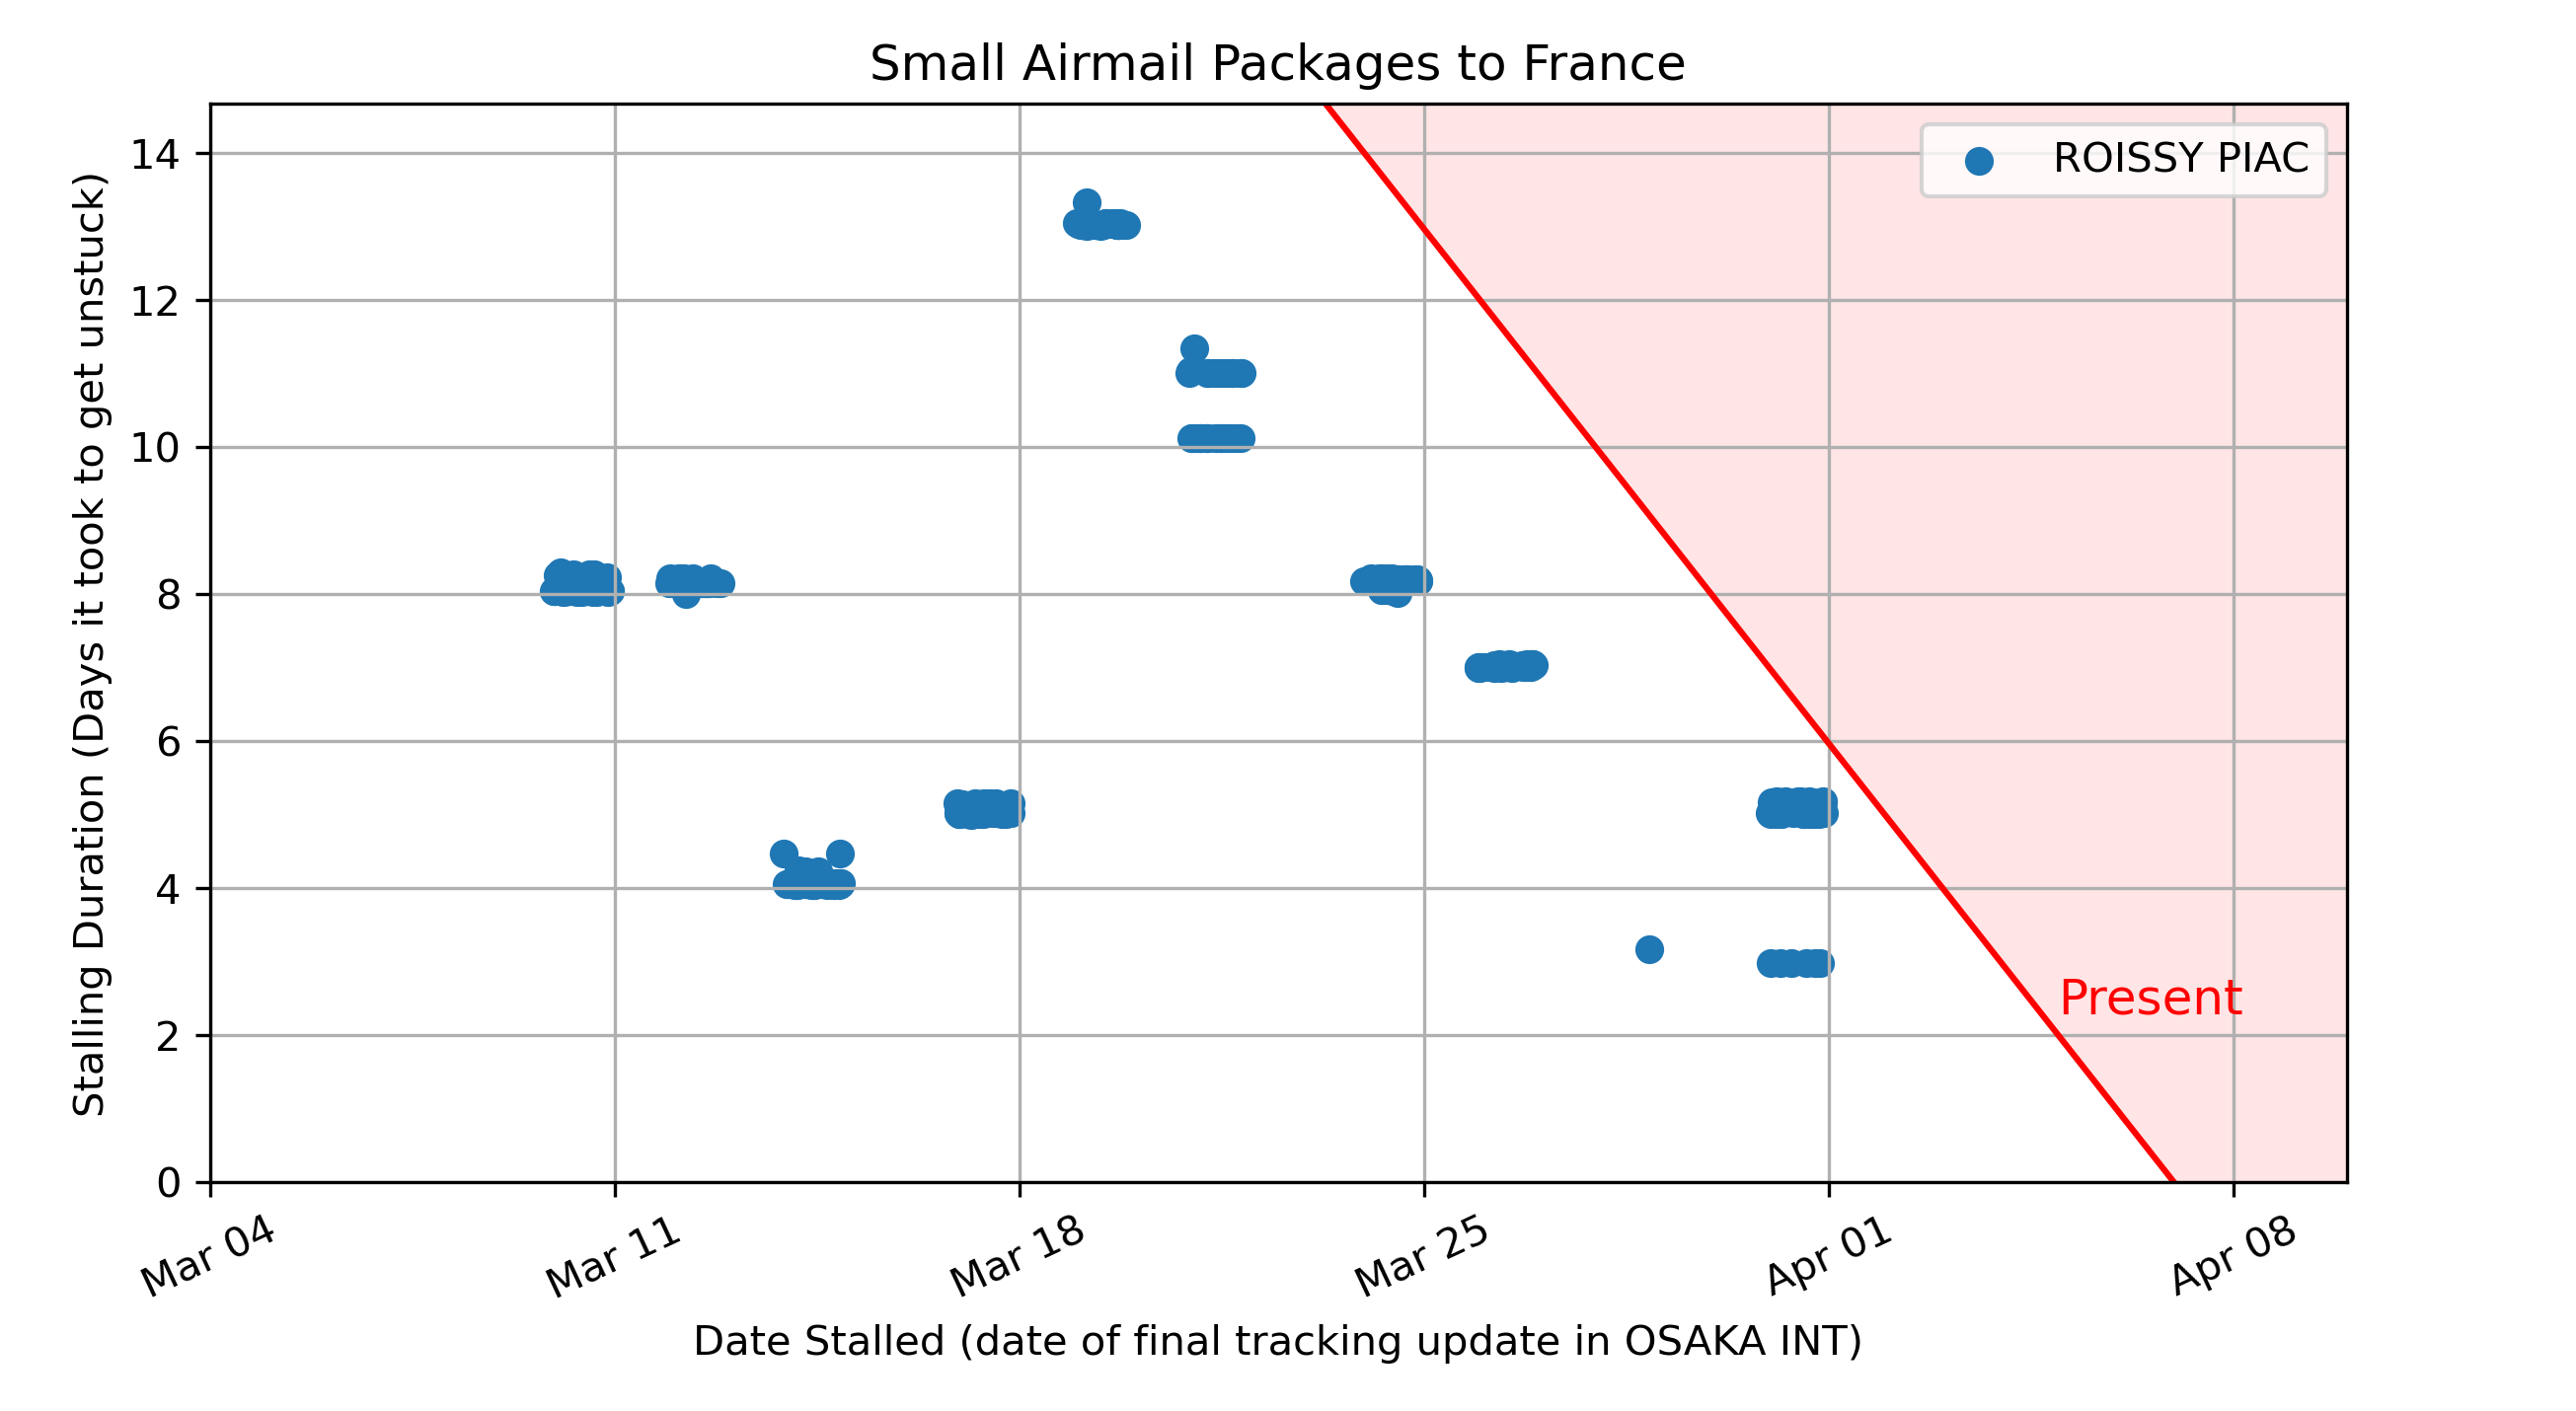 Small Airmail Packages to France
ROISSY PIAC
Stalling Duration (Days it took to get unstuck)
14
12
10
8
6
4
2
0
Present
Mar 04
Mar 11
Mar 18
Mar 25
Apr 01
Apr 08
Date Stalled (date of final tracking update in OSAKA INT)